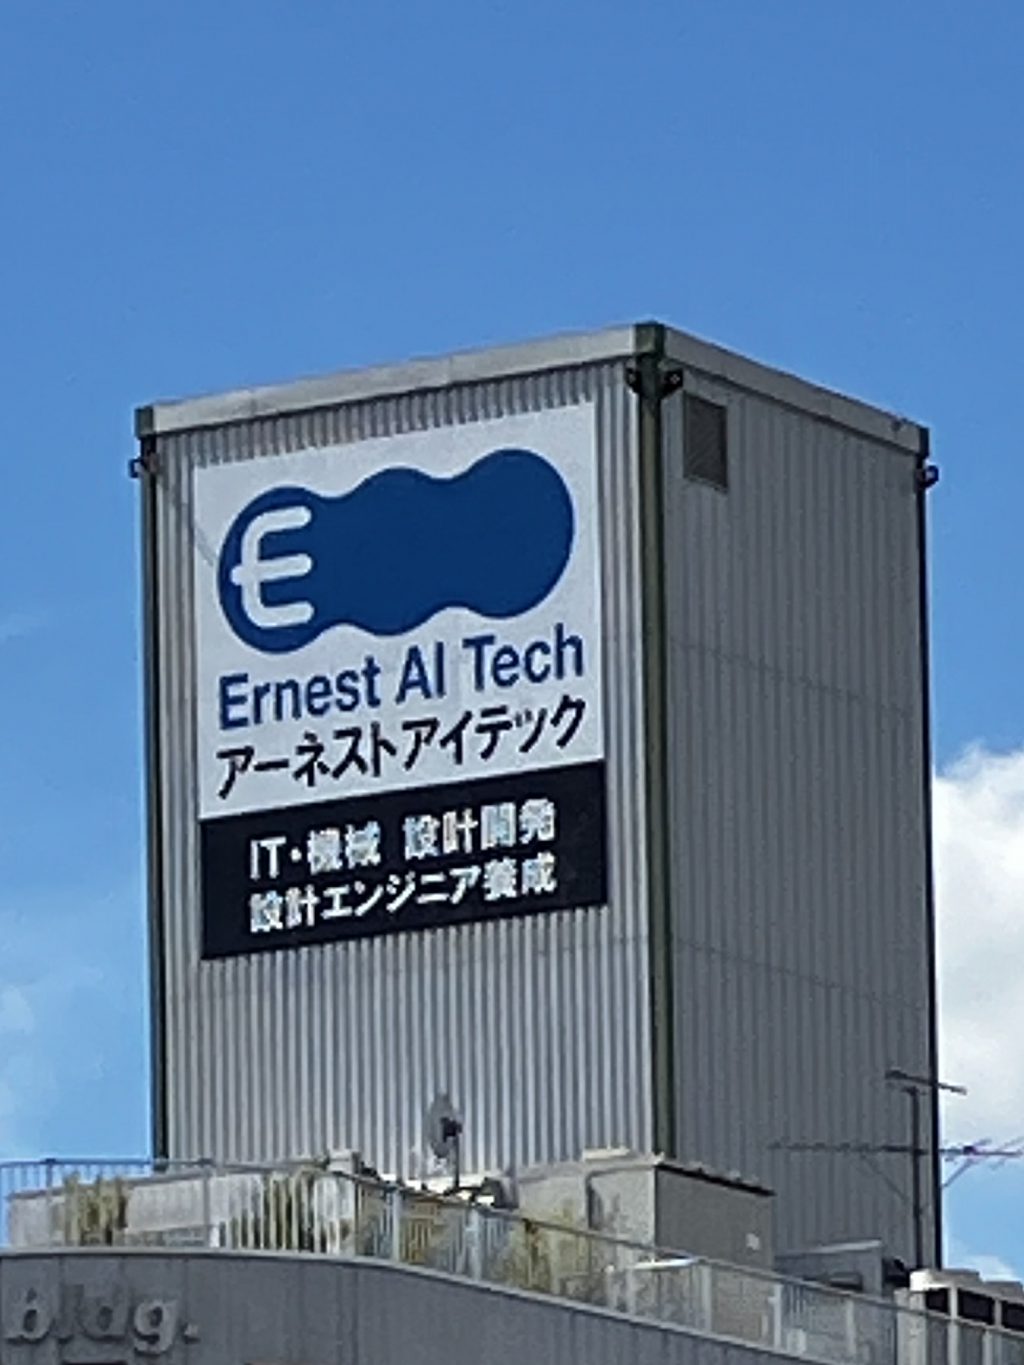 E
Ernest AI Tech
アーネストアイテック
IT・機械 設計開発
設計エンジニア養成
bldg.